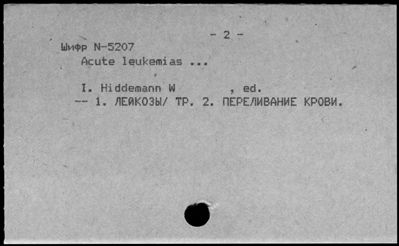 - 2 -
Шифр N-5207
Acute leukemias ...
I. Hiddemann W , ed.
-- 1. ЛЕЙКОЗЫ/ ТР. 2. ПЕРЕЛИВАНИЕ КРОВИ.